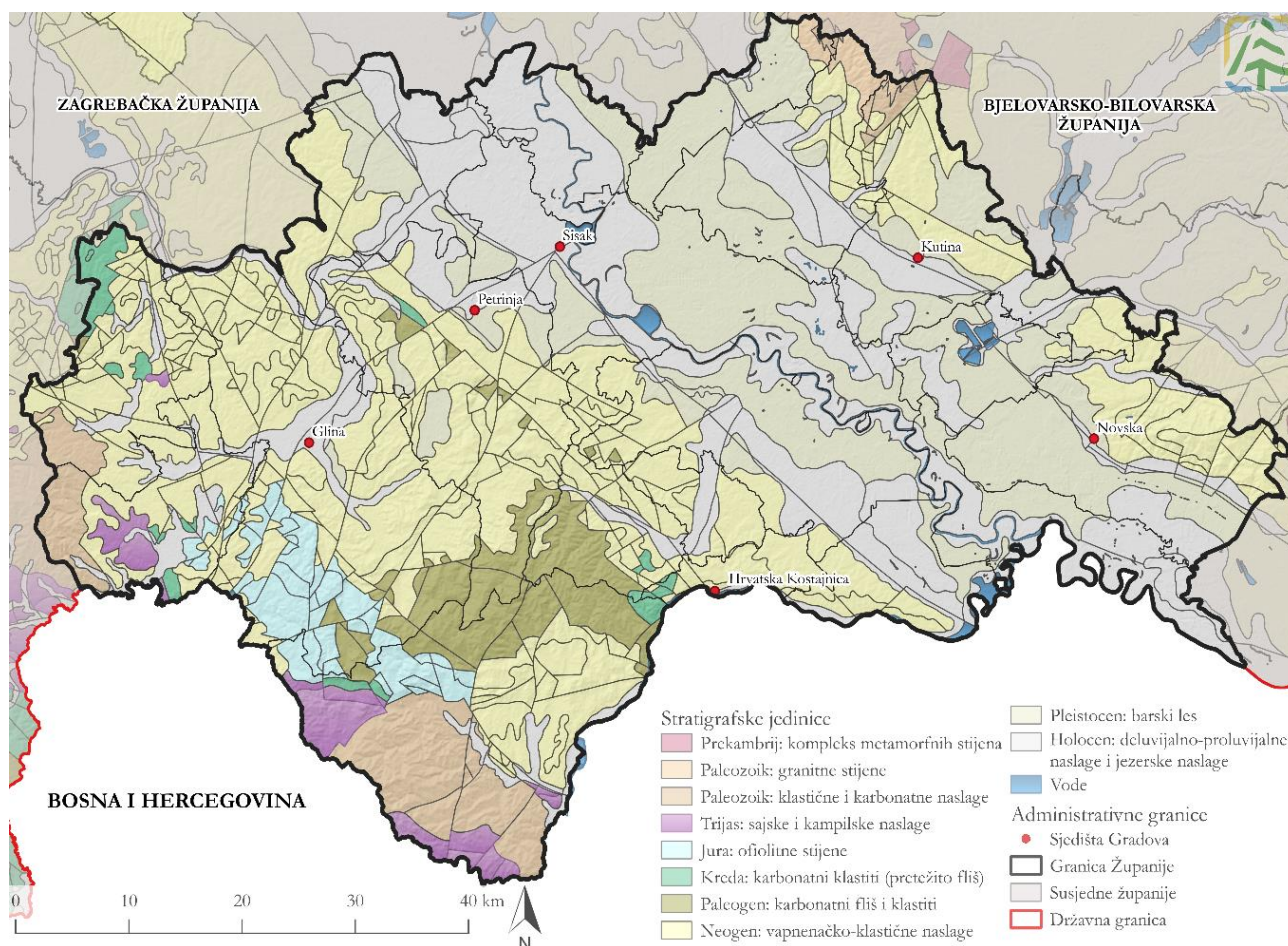 ZAGREBAČKA ŽUPANIJA
BJELOVARSKO-BILOVARSKA
ŽUPANIJA
Sisak
Kutina
Petrinja
Glina
Novska
Hrvatska Kostajnica
BOSNA I HERCEGOVINA
0 10 20 30 40 km
N
Stratigrafske jedinice
Prekambrij: kompleks metamorfnih stijena
Paleozoik: granitne stijene
Paleozoik: klastične i karbonatne naslage
Trijas: sajske i kampilske naslage
Jura: ofiolitne stijene
Kreda: karbonatni klastiti (pretežito fliš)
Paleogen: karbonatni fliš i klastiti
Neogen: vapnenačko-klastične naslage
Pleistocen: barski les
Holocen: deluvijalno-proluvijalne
naslage i jezerske naslage
Vode
Administrativne granice
Sjedišta Gradova
Granica Županije
Susjedne županije
Državna granica